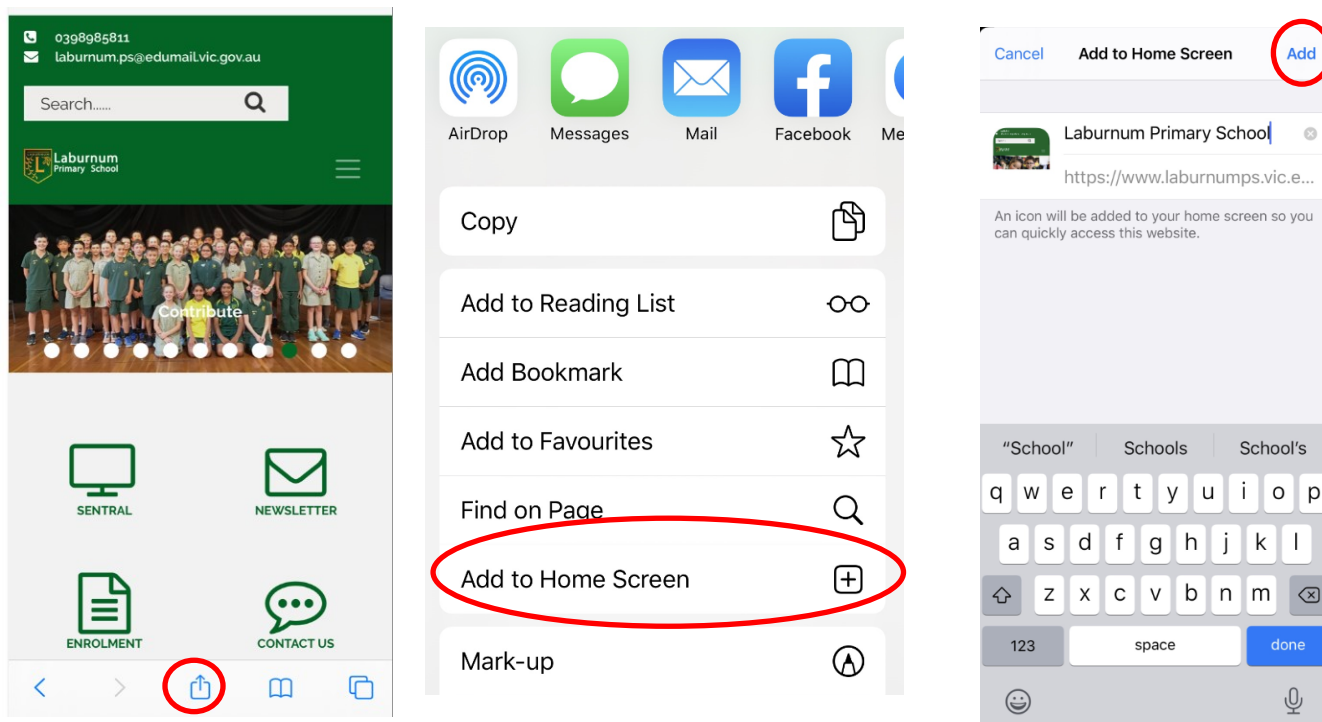 0398985811
laburnum.ps@edumail.vic.gov.au
Search......
Laburnum
Primary School
Contribute
SENTRAL
NEWSLETTER
ENROLMENT
CONTACT US
AirDrop
Messages
Mail
Facebook
Me
Copy
Add to Reading List
Add Bookmark
Add to Favourites
Find on Page
Add to Home Screen
Mark-up
Cancel
Add to Home Screen
Add
Laburnum Primary School
https://www.laburnumps.vic.e...
An icon will be added to your home screen so you
can quickly access this website.
“School”
Schools
School's
q w e r t y u i o p
a s d f g h j k l
z x c v b n m
123
space
done